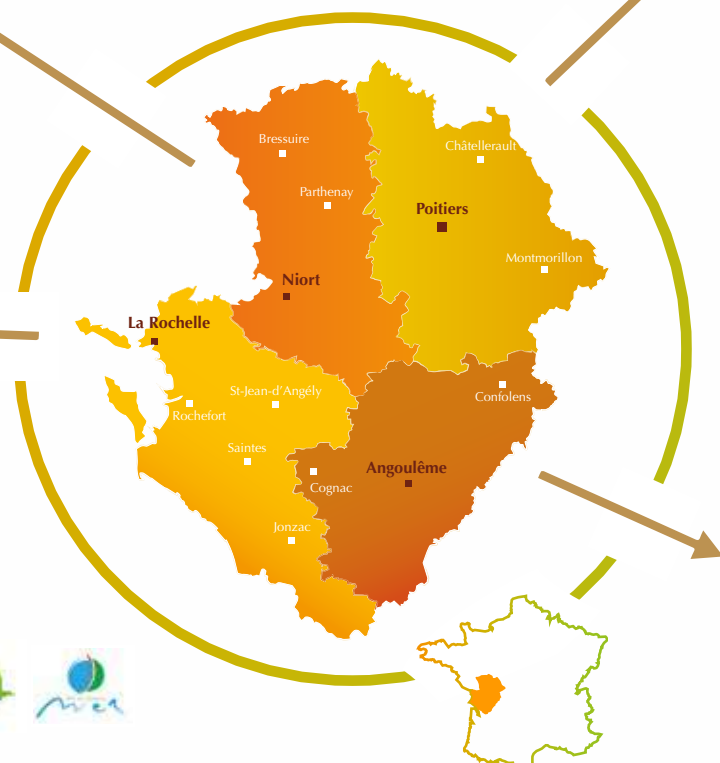 Bressuire
Châtellerault
Parthenay
Poitiers
Montmorillon
Niort
La Rochelle
St-Jean-d'Angély
Confolens
Rochefort
Saintes
Angoulême
Cognac
Jonzac